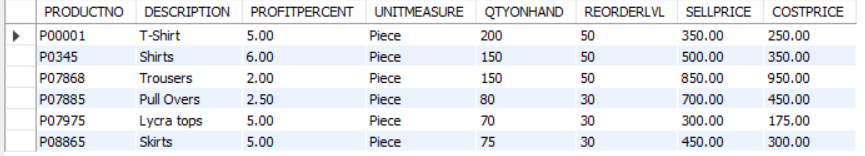 PRODUCTNO DESCRIPTION PROFITPERCENT UNITMEASURE QTYONHAND REORDERLVL SELLPRICE COSTPRICE
P00001 T-Shirt 5.00 Piece 200 50 350.00 250.00
P0345 Shirts 6.00 Piece 150 50 500.00 350.00
P07868 Trousers 2.00 Piece 150 50 850.00 950.00
P07885 Pull Overs 2.50 Piece 80 30 700.00 450.00
P07975 Lycra tops 5.00 Piece 70 30 300.00 175.00
P08865 Skirts 5.00 Piece 75 30 450.00 300.00